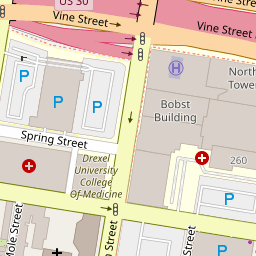 US 30
Vine Street
Vine Street
P
P
P
H
North
Tower
Bobst
Building
Spring Street
Drexel
University
College
Of Medicine
260
P
P
Mole Street
Street